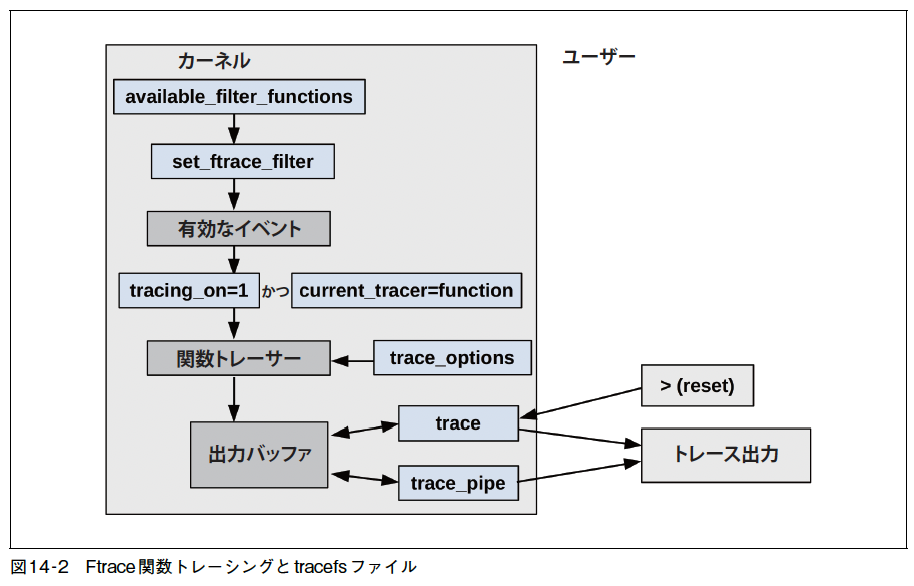 カーネル
ユーザー
available_filter_functions
set_ftrace_filter
有効なイベント
tracing_on=1 かつ current_tracer=function
関数トレーサー
trace_options
> (reset)
trace
出力バッファ
トレース出力
trace_pipe
図14-2 Ftrace関数トレーシングとtracefsファイル